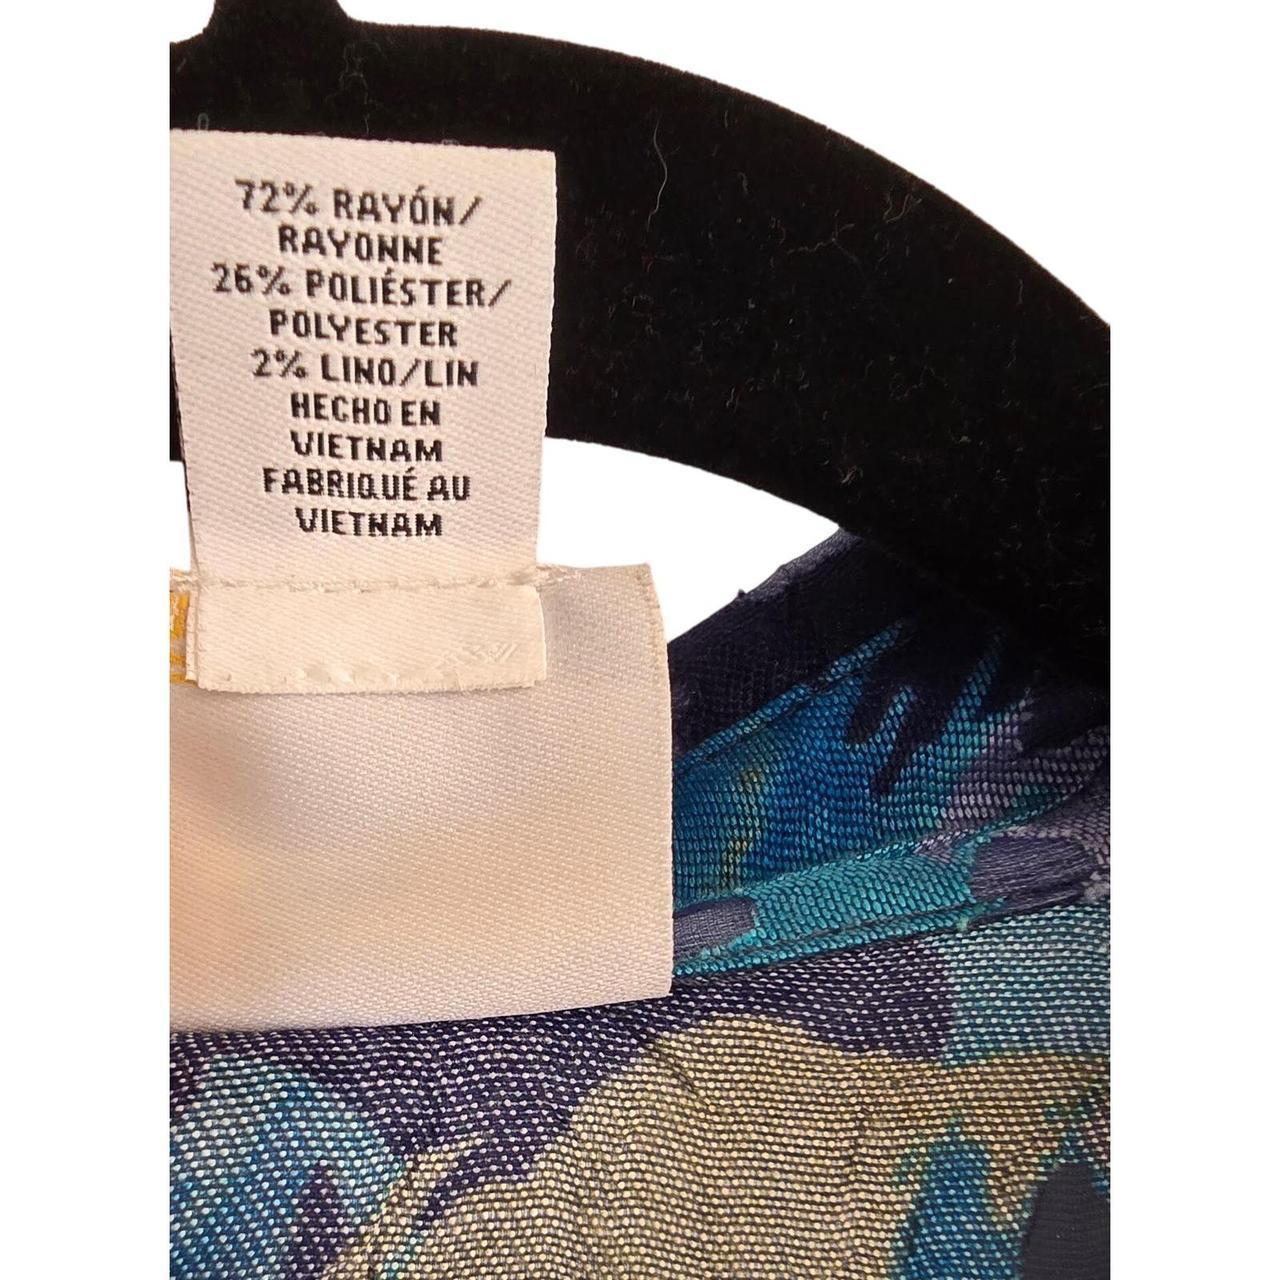 72% RAYÓN/
RAYONNE
26% POLIÉSTER/
POLYESTER
2% LINO/LIN
HECHO EN
VIETNAM
FABRIQUÉ AU
VIETNAM